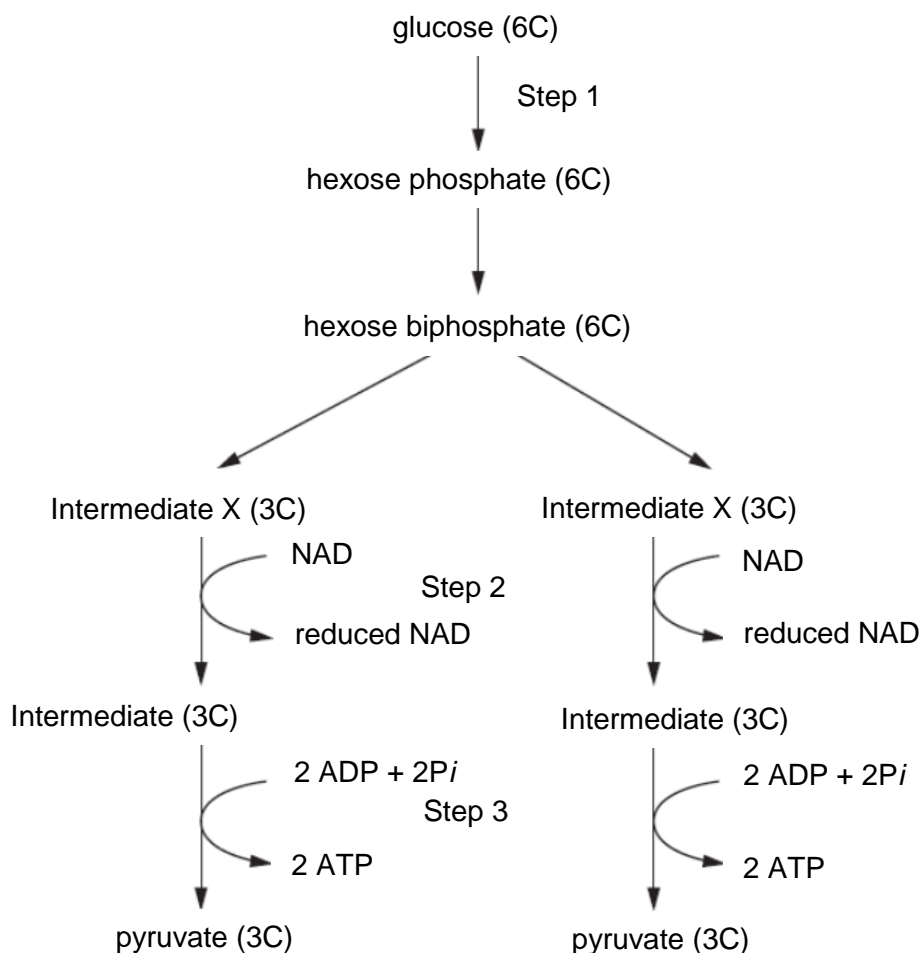 glucose (6C)
Step 1
hexose phosphate (6C)
hexose biphosphate (6C)
Intermediate X (3C)
Intermediate X (3C)
NAD
NAD
Step 2
reduced NAD
reduced NAD
Intermediate (3C)
Intermediate (3C)
2 ADP + 2Pi
2 ADP + 2Pi
Step 3
2 ATP
2 ATP
pyruvate (3C)
pyruvate (3C)